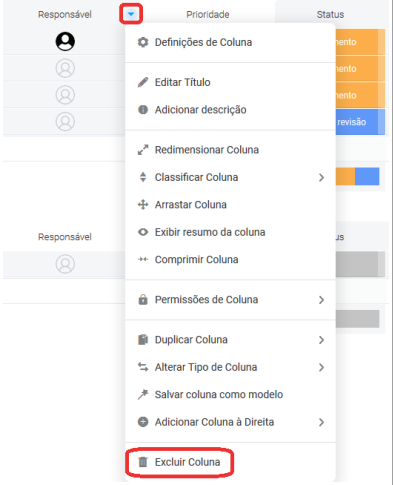 Responsável Prioridade Status
Definições de Coluna
mento
Editar Título
mento
Adicionar descrição
mento
revisão
Redimensionar Coluna
Classificar Coluna
Arrastar Coluna
Exibir resumo da coluna
Responsável us
Comprimir Coluna
Permissões de Coluna
Duplicar Coluna
Alterar Tipo de Coluna
Salvar coluna como modelo
Adicionar Coluna à Direita
Excluir Coluna